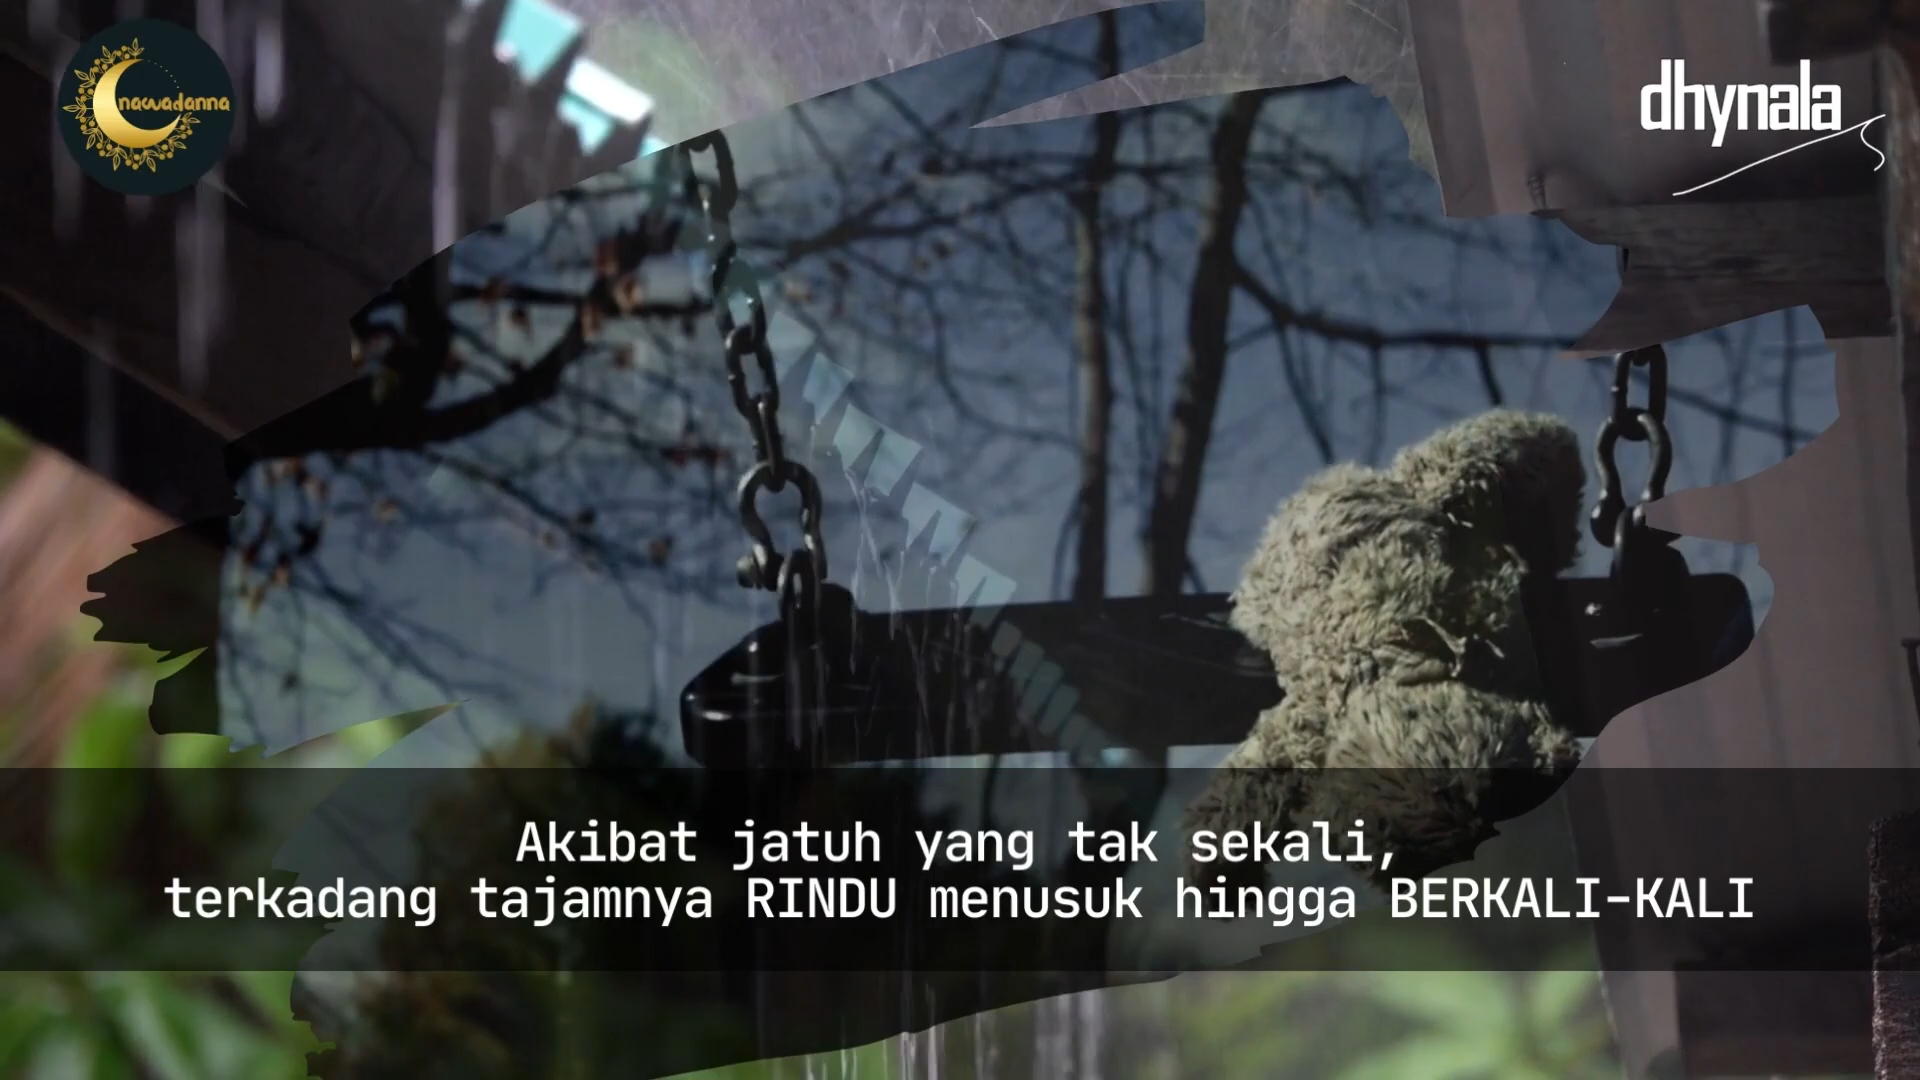 nawadanna
dhynala
Akibat jatuh yang tak sekali,
terkadang tajamnya RINDU menusuk hingga BERKALI-KALI